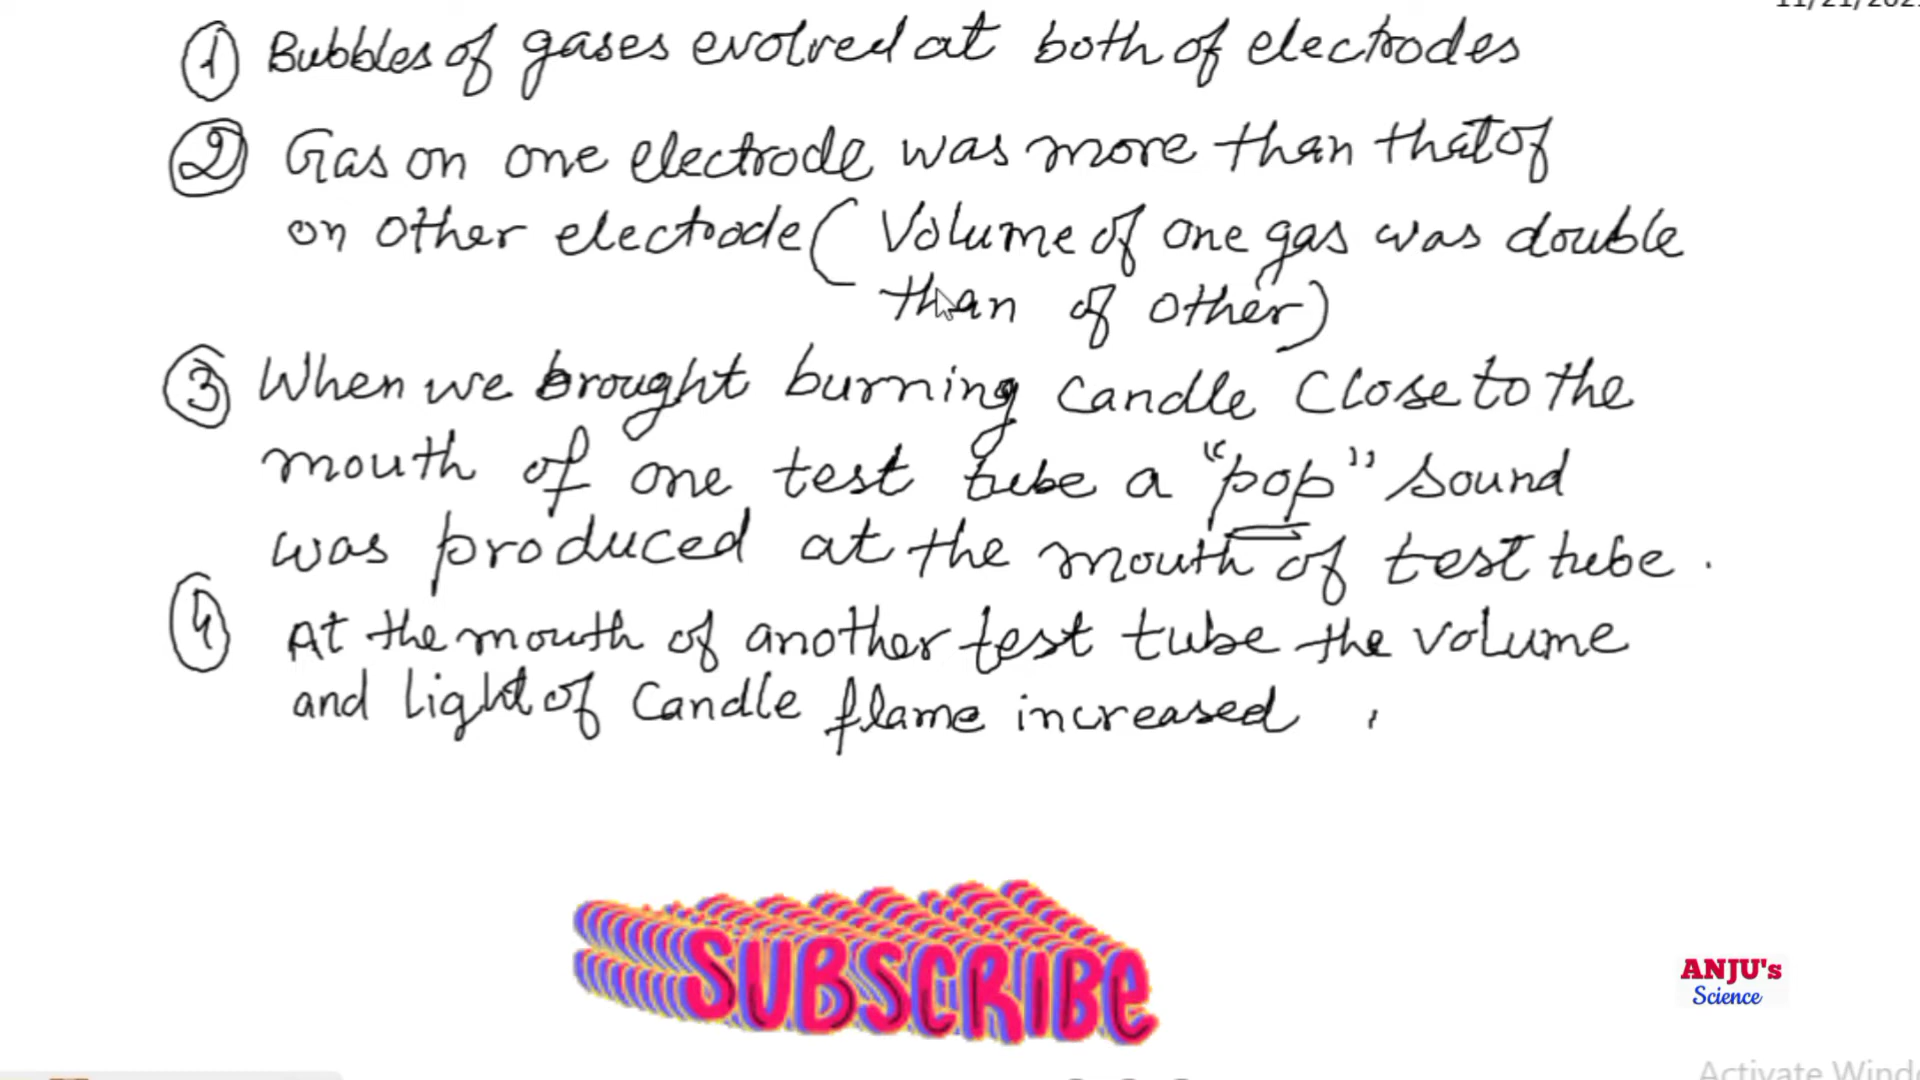 ① Bubbles of gases evolved at both of electrodes
② Gas on one electrode was more than that of
on other electrode ( Volume of one gas was double
than of other)
③ When we brought burning Candle Close to the
mouth of one test tube a "pop" sound
was produced at the mouth of test tube .
④ At the mouth of another test tube the volume
and light of Candle flame increased .
SUBSCRIBE
ANJU's
Science